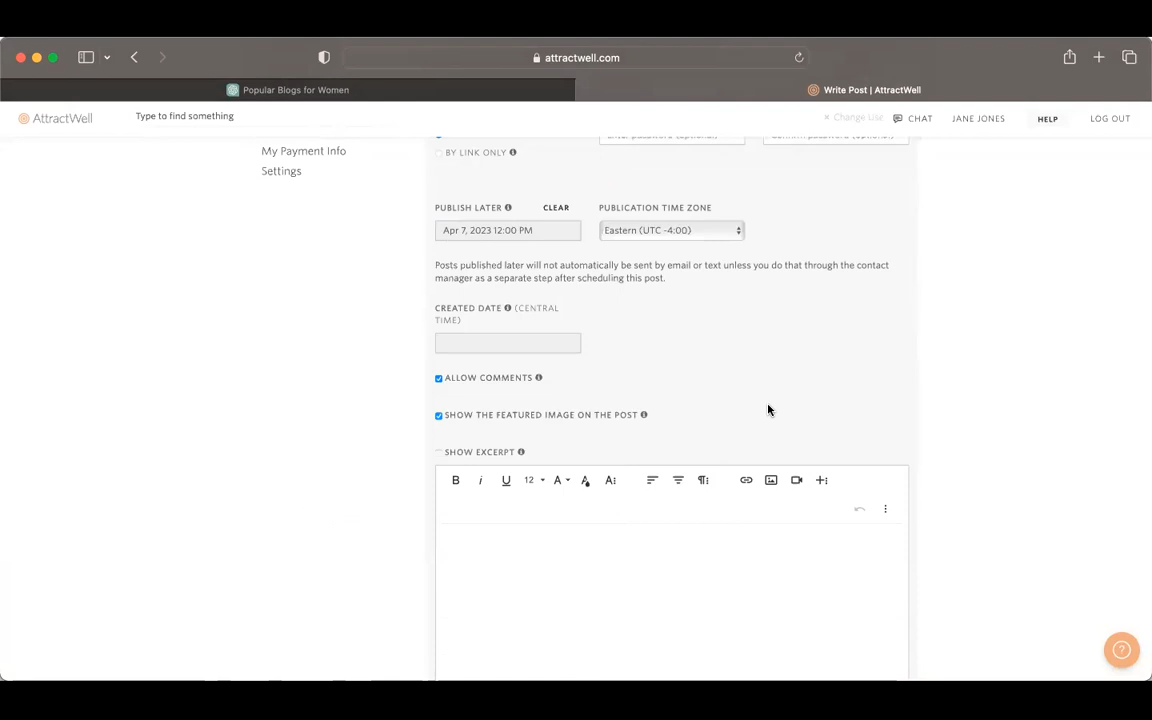 attractwell.com
Popular Blogs for Women
Write Post | AttractWell
AttractWell
Type to find something
× Change Use
CHAT
JANE JONES
HELP
LOG OUT
My Payment Info
Settings
BY LINK ONLY
PUBLISH LATER
CLEAR
PUBLICATION TIME ZONE
Apr 7, 2023 12:00 PM
Eastern (UTC -4:00)
Posts published later will not automatically be sent by email or text unless you do that through the contact
manager as a separate step after scheduling this post.
CREATED DATE (CENTRAL
TIME)
ALLOW COMMENTS
SHOW THE FEATURED IMAGE ON THE POST
SHOW EXCERPT
B i U 12 A A A